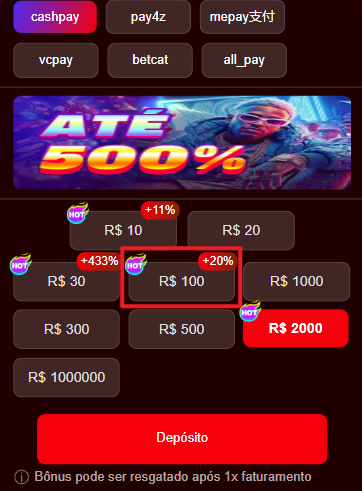 cashpay pay4z mepay支付
vcpay betcat all_pay
ATÉ
500%
HOT +11%
R$ 10 R$ 20
HOT +433% HOT +20%
R$ 30 R$ 100 R$ 1000
HOT
R$ 300 R$ 500 R$ 2000
R$ 1000000
Depósito
Bônus pode ser resgatado após 1x faturamento